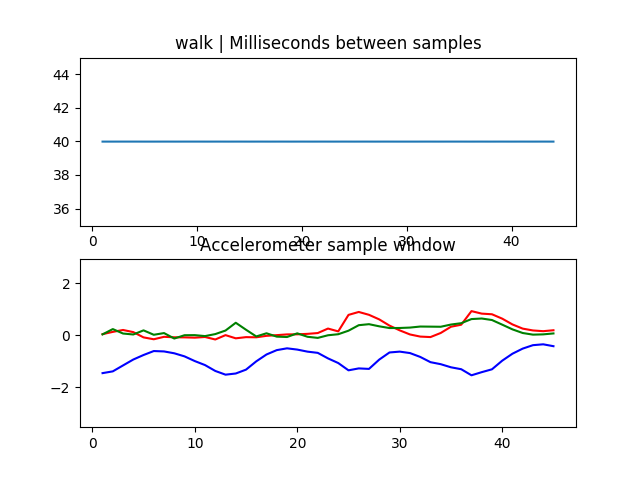 walk | Milliseconds between samples
44
42
40
38
36
0 10 20 30 40
Accelerometer sample window
2
0
−2
0 10 20 30 40